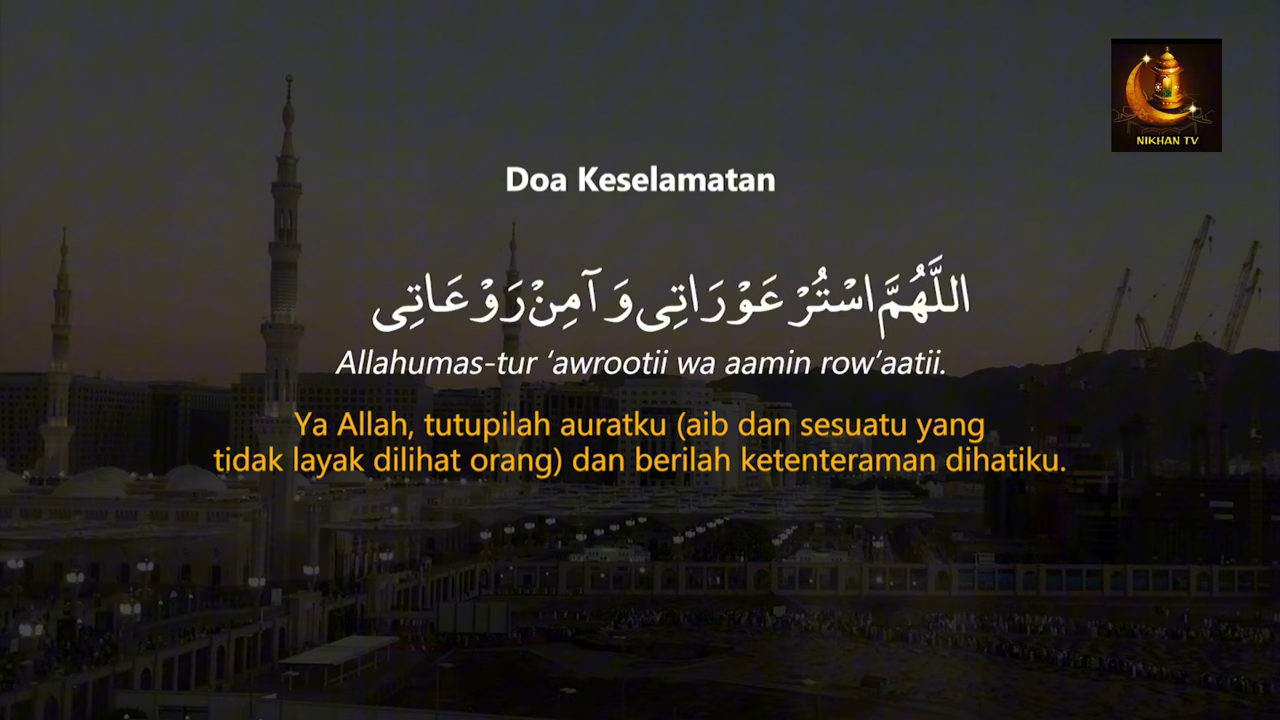 NIKHAN TV
Doa Keselamatan
اللَّهُمَّ اسْتُرْ عَوْرَاتِى وَ آمِنْ رَوْعَاتِى
Allahumas-tur ‘awrootii wa aamin row‘aatii.
Ya Allah, tutupilah auratku (aib dan sesuatu yang
tidak layak dilihat orang) dan berilah ketenteraman dihatiku.